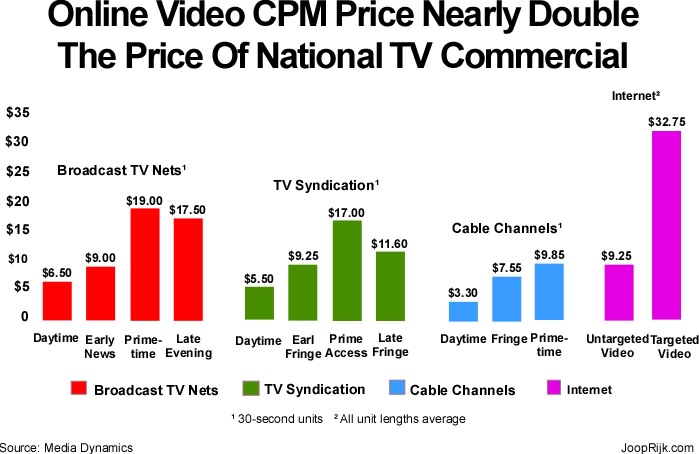 Online Video CPM Price Nearly Double
The Price Of National TV Commercial
Internet²
$35
$32.75
$30
$25
Broadcast TV Nets¹
TV Syndication¹
$20
$19.00
$17.50
$17.00
$15
Cable Channels¹
$11.60
$10
$9.00
$9.25
$9.85
$9.25
$6.50
$7.55
$5
$5.50
$3.30
0
Daytime Early News Prime-time Late Evening
Daytime Earl Fringe Prime Access Late Fringe
Daytime Fringe Prime-time
Untargeted Video Targeted Video
Broadcast TV Nets TV Syndication Cable Channels Internet
¹ 30-second units ² All unit lengths average
Source: Media Dynamics JoopRijk.com